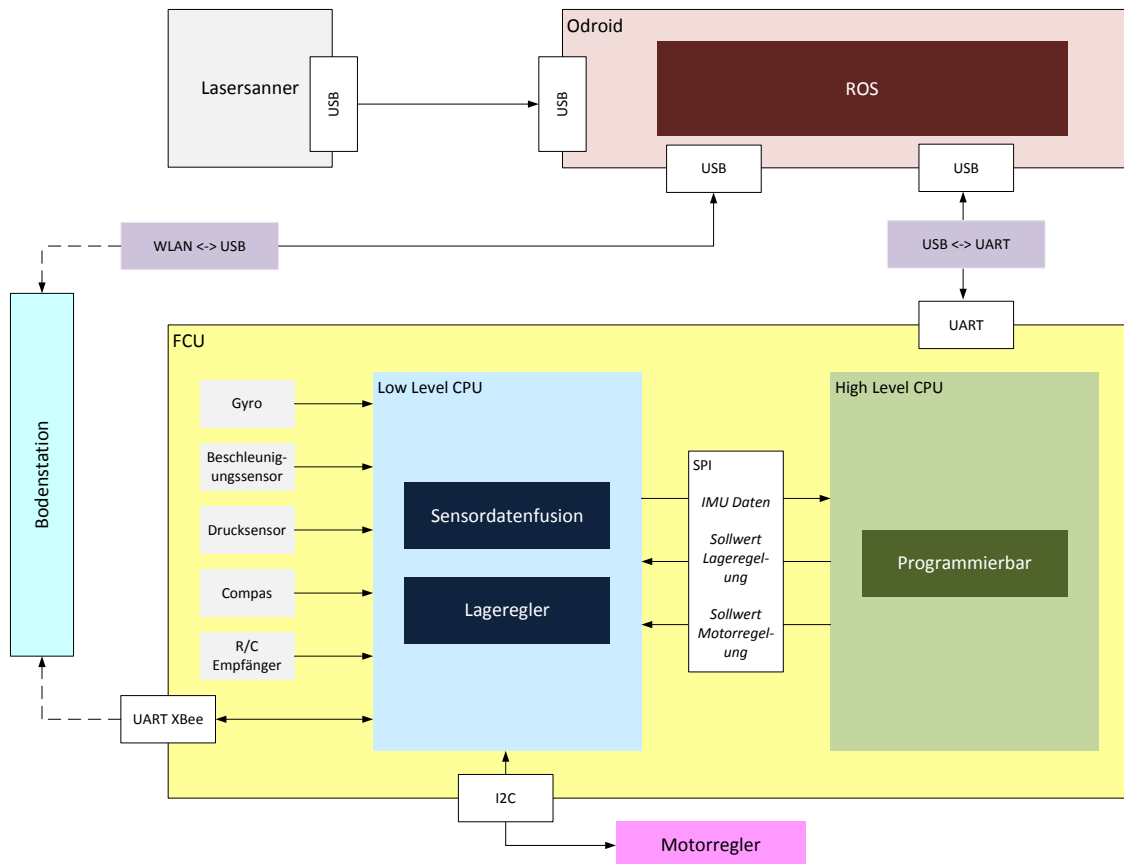 Odroid
Lasersanner
USB
USB
ROS
USB
USB
WLAN <-> USB
USB <-> UART
UART
FCU
Low Level CPU
High Level CPU
Gyro
Beschleunig-
ungssensor
Drucksensor
Compas
R/C
Empfänger
Sensordatenfusion
Lageregler
SPI
IMU Daten
Sollwert
Lageregel-
ung
Sollwert
Motorregel-
ung
Programmierbar
Bodenstation
UART XBee
I2C
Motorregler